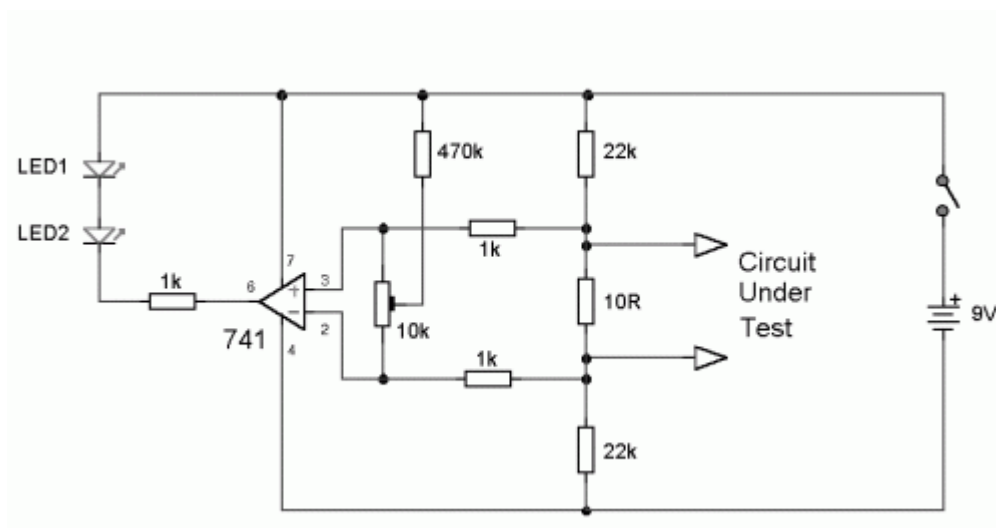 LED1
LED2
470k
22k
1k
7
6
3
1k
+
-
741
2
4
10k
10R
1k
22k
Circuit
Under
Test
+
9V